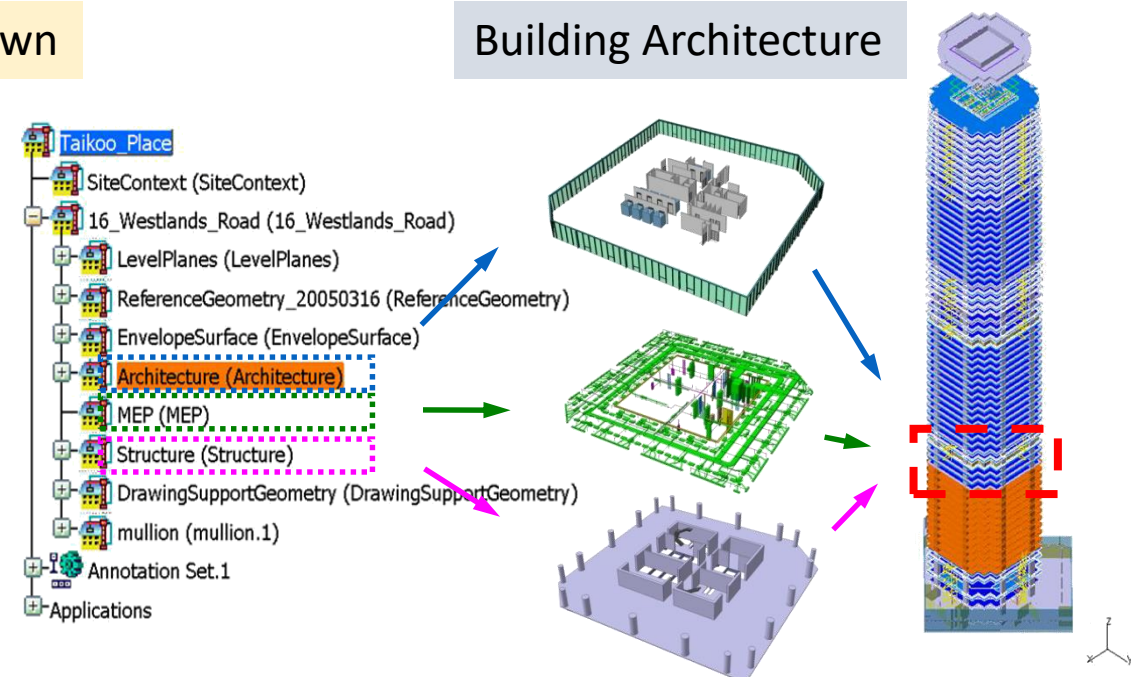 wn
Building Architecture
Taikoo_Place
SiteContext (SiteContext)
16_Westlands_Road (16_Westlands_Road)
LevelPlanes (LevelPlanes)
ReferenceGeometry_20050316 (ReferenceGeometry)
EnvelopeSurface (EnvelopeSurface)
Architecture (Architecture)
MEP (MEP)
Structure (Structure)
DrawingSupportGeometry (DrawingSupportGeometry)
mullion (mullion.1)
Annotation Set.1
Applications
z
x
y